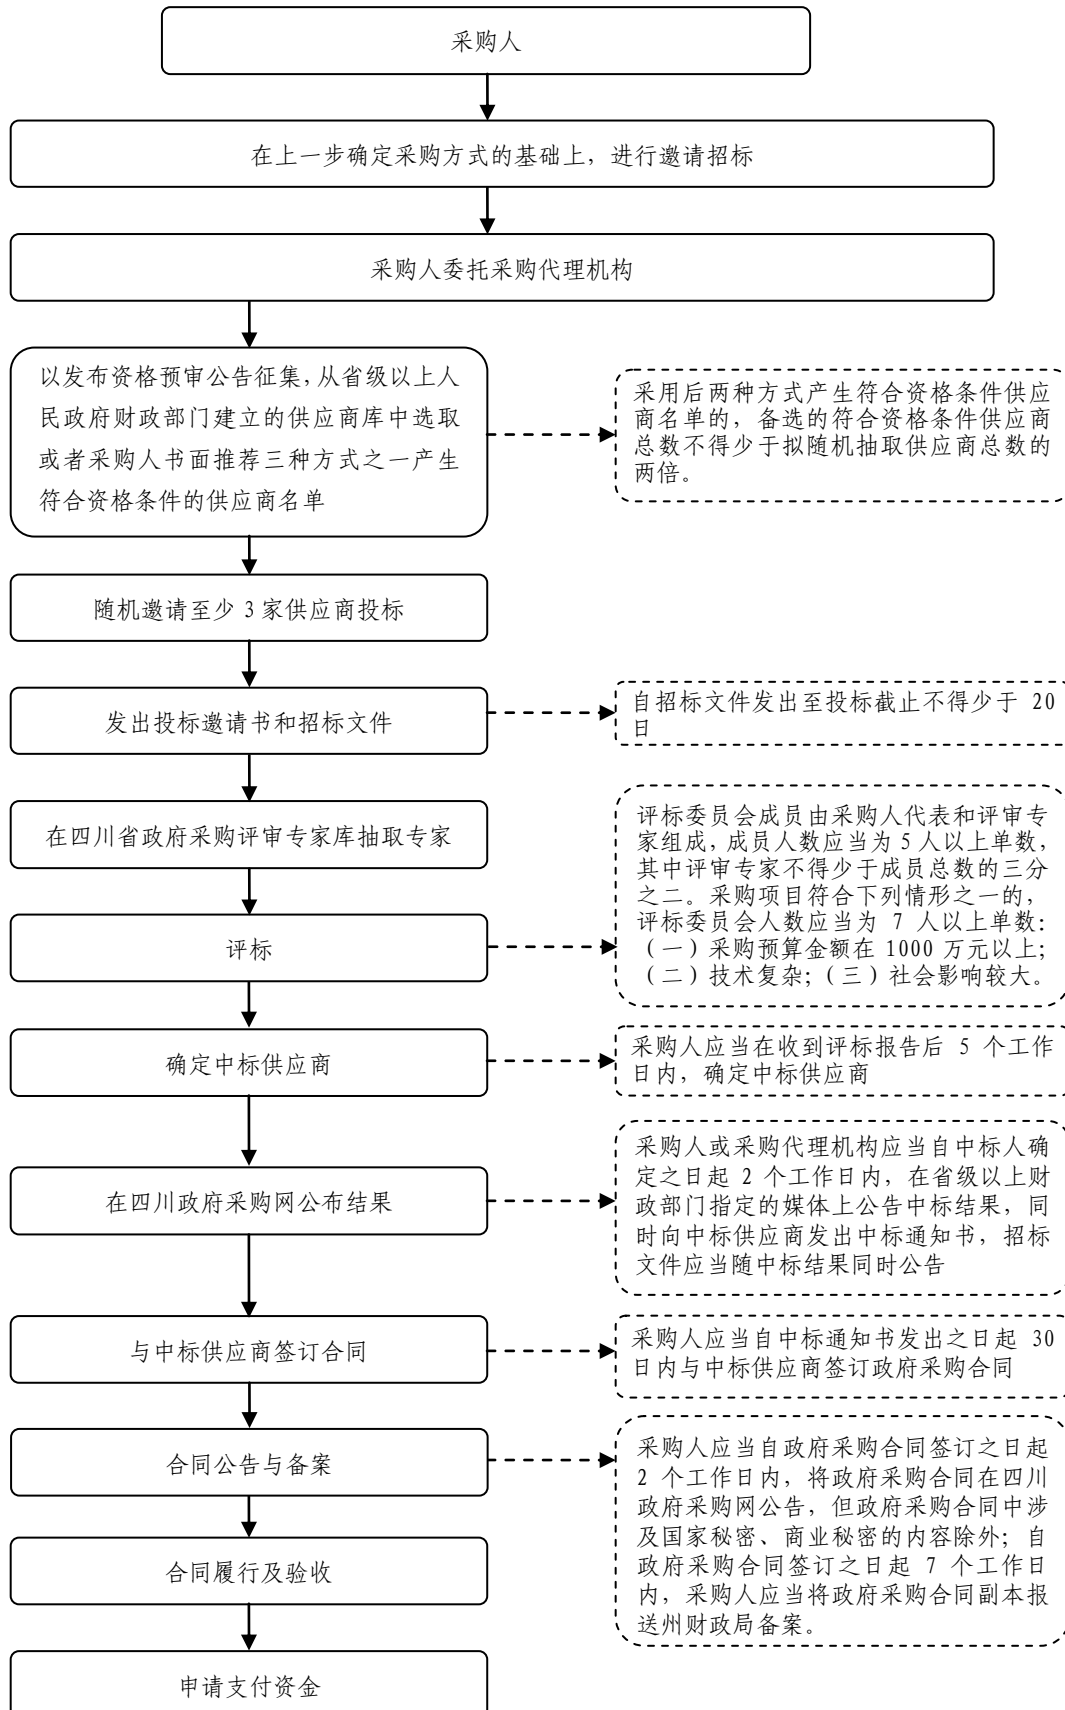 采购人
在上一步确定采购方式的基础上，进行邀请招标
采购人委托采购代理机构
以发布资格预审公告征集，从省级以上人
民政府财政部门建立的供应商库中选取
或者采购人书面推荐三种方式之一产生
符合资格条件的供应商名单
采用后两种方式产生符合资格条件供应
商名单的，备选的符合资格条件供应商
总数不得少于拟随机抽取供应商总数的
两倍。
随机邀请至少 3 家供应商投标
发出投标邀请书和招标文件
自招标文件发出至投标截止不得少于 20
日
在四川省政府采购评审专家库抽取专家
评标
评标委员会成员由采购人代表和评审专
家组成，成员人数应当为 5 人以上单数，
其中评审专家不得少于成员总数的三分
之二。采购项目符合下列情形之一的，
评标委员会人数应当为 7 人以上单数：
（一）采购预算金额在 1000 万元以上；
（二）技术复杂；（三）社会影响较大。
确定中标供应商
采购人应当在收到评标报告后 5 个工作
日内，确定中标供应商
在四川政府采购网公布结果
采购人或采购代理机构应当自中标人确
定之日起 2 个工作日内，在省级以上财
政部门指定的媒体上公告中标结果，同
时向中标供应商发出中标通知书，招标
文件应当随中标结果同时公告
与中标供应商签订合同
采购人应当自中标通知书发出之日起 30
日内与中标供应商签订政府采购合同
合同公告与备案
采购人应当自政府采购合同签订之日起
2 个工作日内，将政府采购合同在四川
政府采购网公告，但政府采购合同中涉
及国家秘密、商业秘密的内容除外；自
政府采购合同签订之日起 7 个工作日
内，采购人应当将政府采购合同副本报
送州财政局备案。
合同履行及验收
申请支付资金